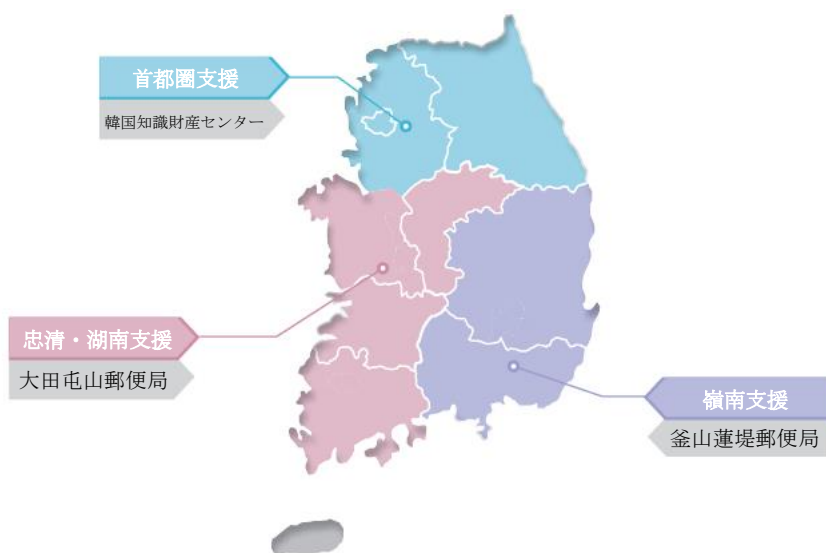 首都圏支援
韓国知識財産センター
忠清・湖南支援
大田屯山郵便局
嶺南支援
釜山蓮堤郵便局